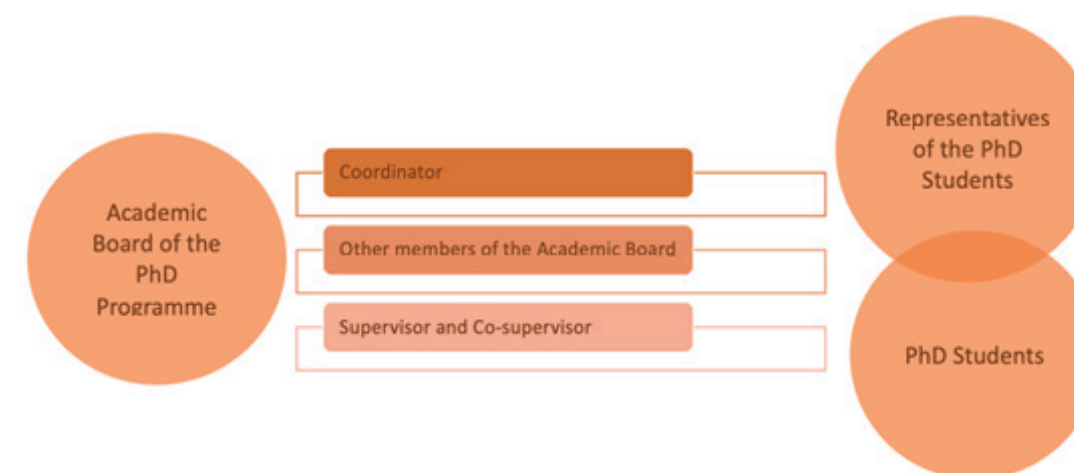 Academic
Board of the
PhD
Programme
Coordinator
Other members of the Academic Board
Supervisor and Co-supervisor
Representatives
of the PhD
Students
PhD Students